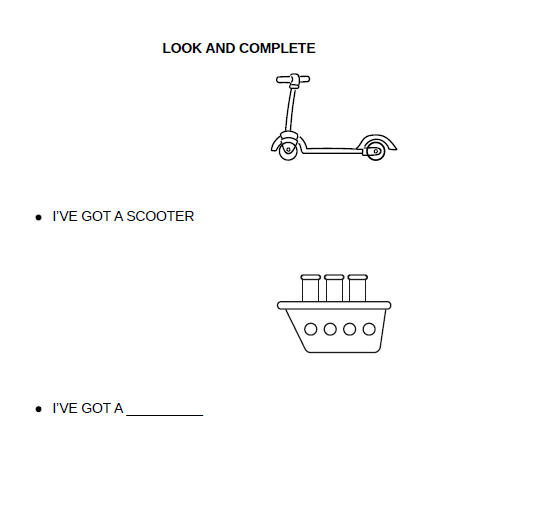 LOOK AND COMPLETE
● I'VE GOT A SCOOTER
● I'VE GOT A __________